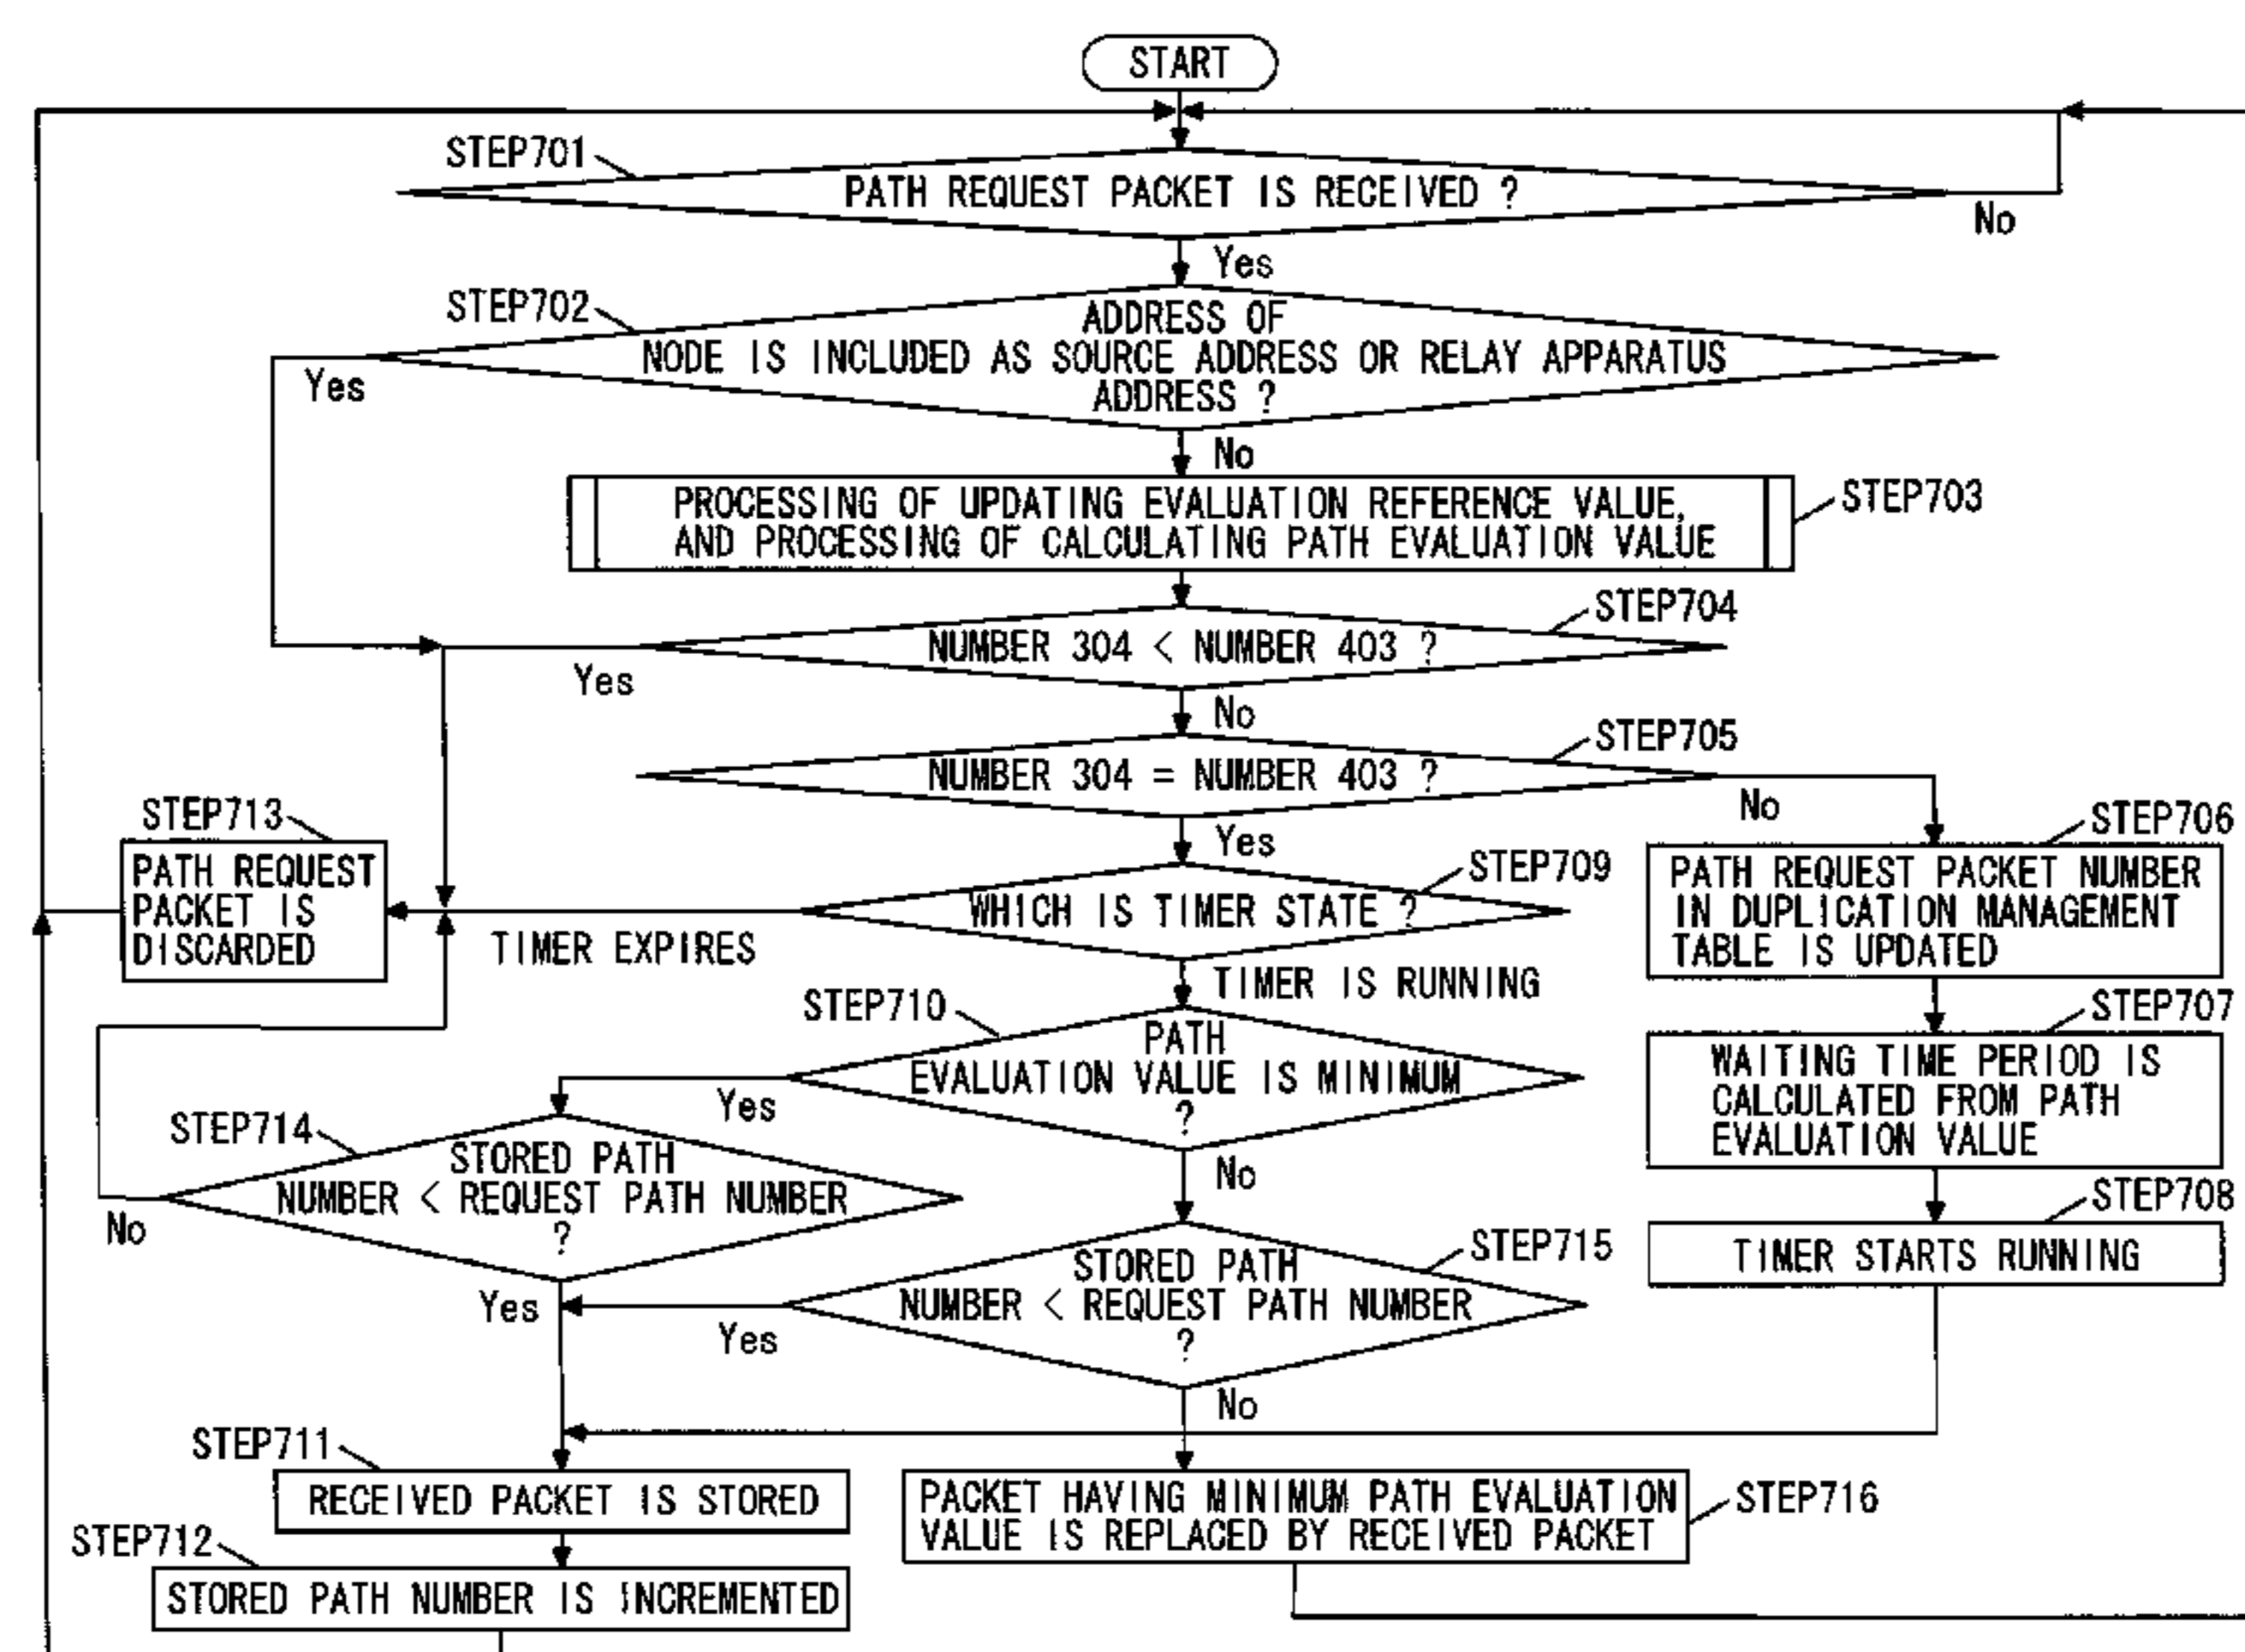 START
STEP701
PATH REQUEST PACKET IS RECEIVED ?
No
Yes
STEP702
ADDRESS OF
NODE IS INCLUDED AS SOURCE ADDRESS OR RELAY APPARATUS
ADDRESS ?
Yes
No
PROCESSING OF UPDATING EVALUATION REFERENCE VALUE,
AND PROCESSING OF CALCULATING PATH EVALUATION VALUE
STEP703
STEP704
NUMBER 304 < NUMBER 403 ?
Yes
No
STEP705
NUMBER 304 = NUMBER 403 ?
No
Yes
STEP713
PATH REQUEST
PACKET IS
DISCARDED
STEP709
WHICH IS TIMER STATE ?
TIMER EXPIRES
TIMER IS RUNNING
STEP706
PATH REQUEST PACKET NUMBER
IN DUPLICATION MANAGEMENT
TABLE IS UPDATED
STEP710
PATH
EVALUATION VALUE IS MINIMUM
?
Yes
No
STEP707
WAITING TIME PERIOD IS
CALCULATED FROM PATH
EVALUATION VALUE
STEP714
STORED PATH
NUMBER < REQUEST PATH NUMBER
?
No
Yes
STEP715
STORED PATH
NUMBER < REQUEST PATH NUMBER
?
Yes
No
STEP708
TIMER STARTS RUNNING
STEP711
RECEIVED PACKET IS STORED
STEP712
STORED PATH NUMBER IS INCREMENTED
PACKET HAVING MINIMUM PATH EVALUATION
VALUE IS REPLACED BY RECEIVED PACKET
STEP716